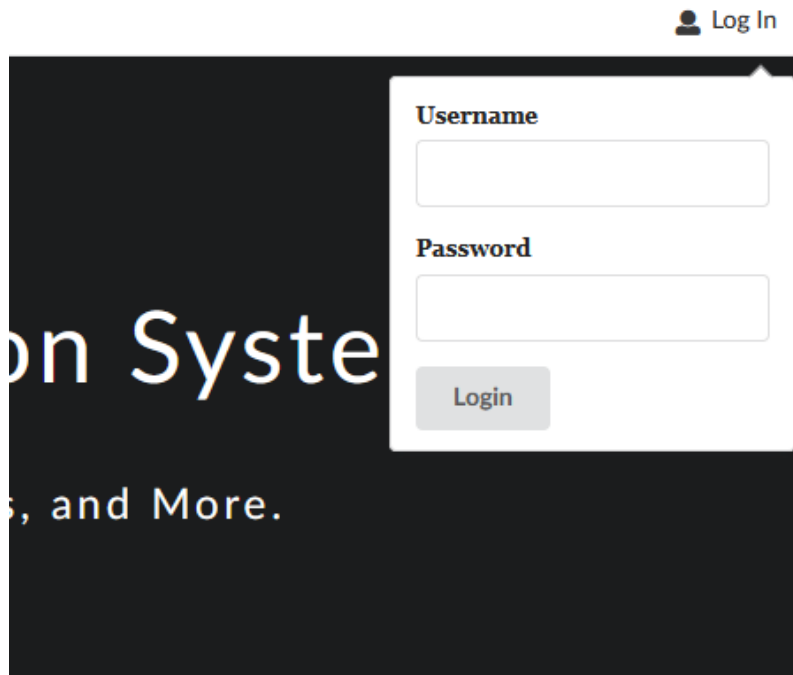 Log In
Username
Password
Login
on Syste
s, and More.